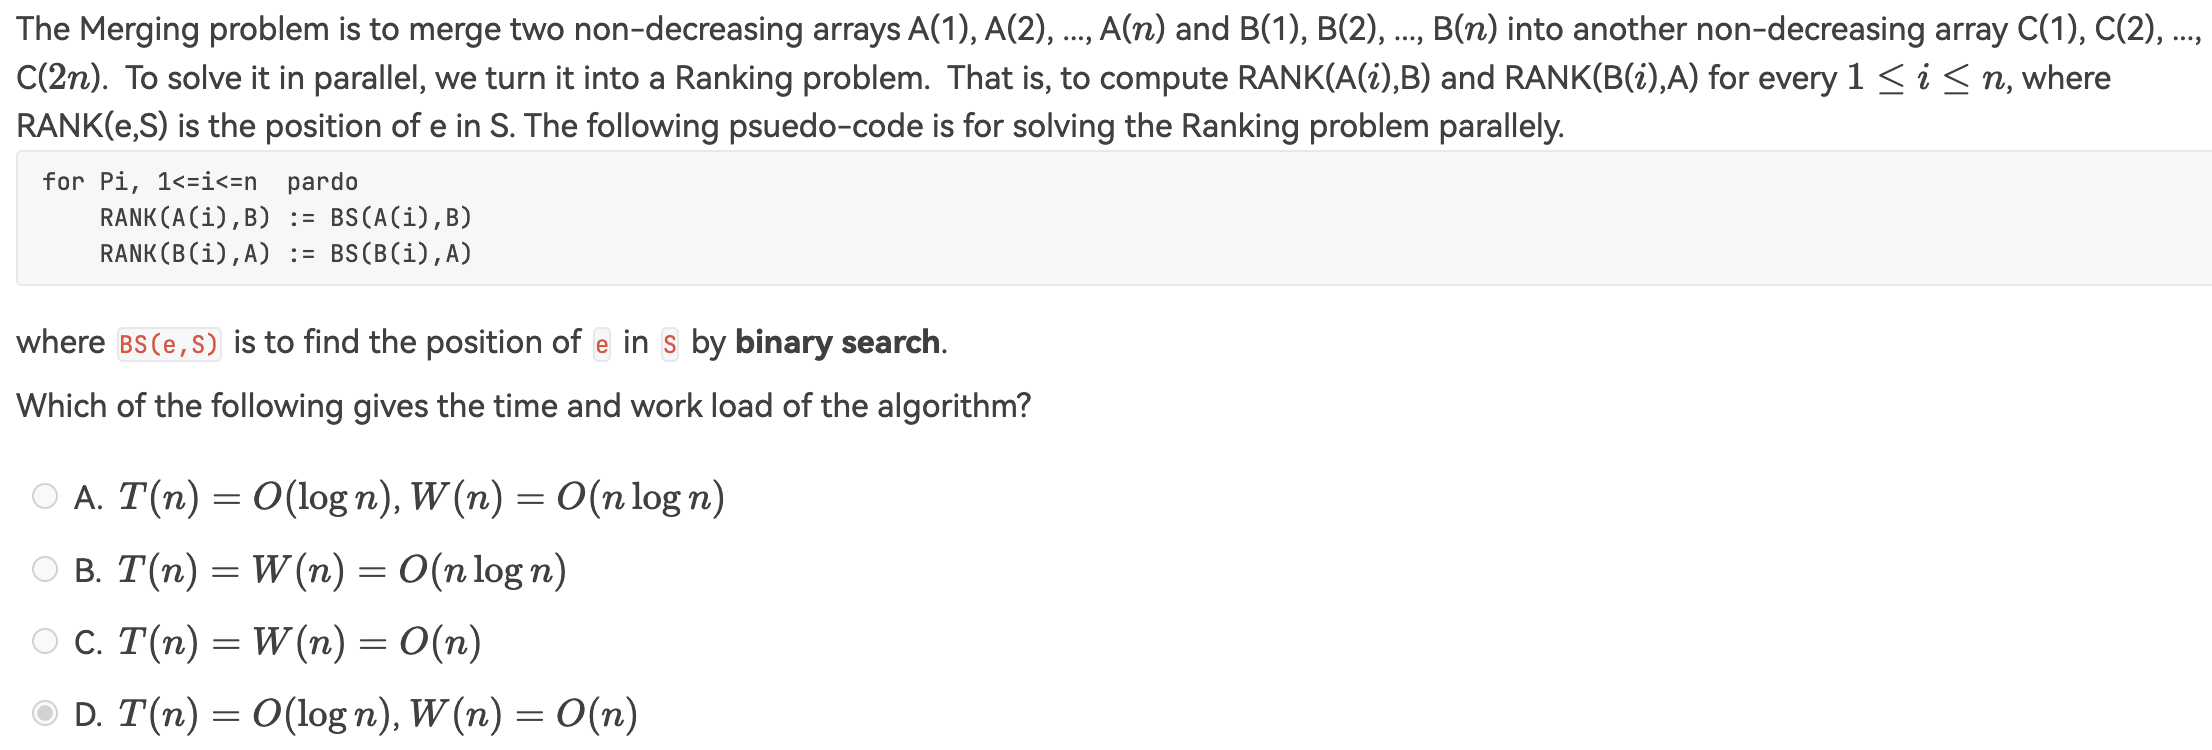 The Merging problem is to merge two non-decreasing arrays A(1), A(2), ..., A(n) and B(1), B(2), ..., B(n) into another non-decreasing array C(1), C(2), ...,
C(2n). To solve it in parallel, we turn it into a Ranking problem. That is, to compute RANK(A(i),B) and RANK(B(i),A) for every 1 ≤ i ≤ n, where
RANK(e,S) is the position of e in S. The following psuedo-code is for solving the Ranking problem parallely.
for Pi, 1<=i<=n  pardo
    RANK(A(i),B) := BS(A(i),B)
    RANK(B(i),A) := BS(B(i),A)
where BS(e,S) is to find the position of e in S by binary search.
Which of the following gives the time and work load of the algorithm?
A. T(n) = O(log n), W(n) = O(n log n)
B. T(n) = W(n) = O(n log n)
C. T(n) = W(n) = O(n)
D. T(n) = O(log n), W(n) = O(n)